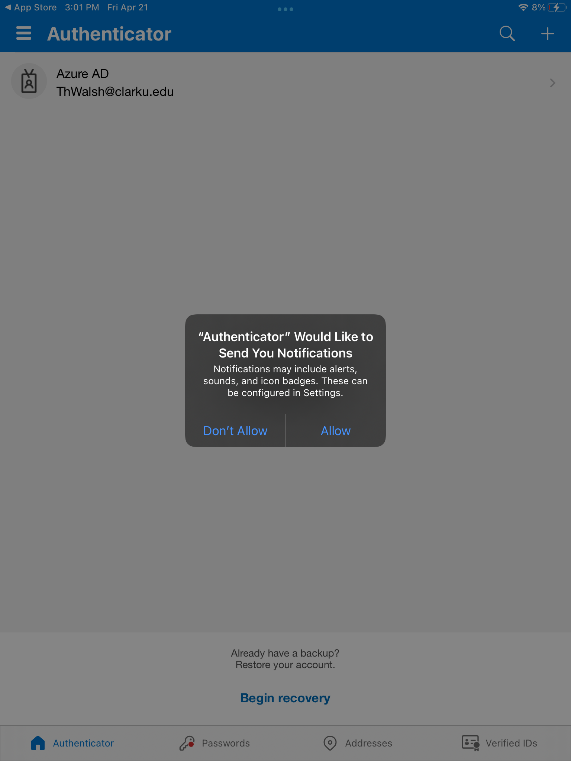 App Store 3:01 PM Fri Apr 21 8%
Authenticator
Azure AD
ThWalsh@clarku.edu
“Authenticator” Would Like to
Send You Notifications
Notifications may include alerts,
sounds, and icon badges. These can
be configured in Settings.
Don’t Allow Allow
Already have a backup?
Restore your account.
Begin recovery
Authenticator Passwords Addresses Verified IDs